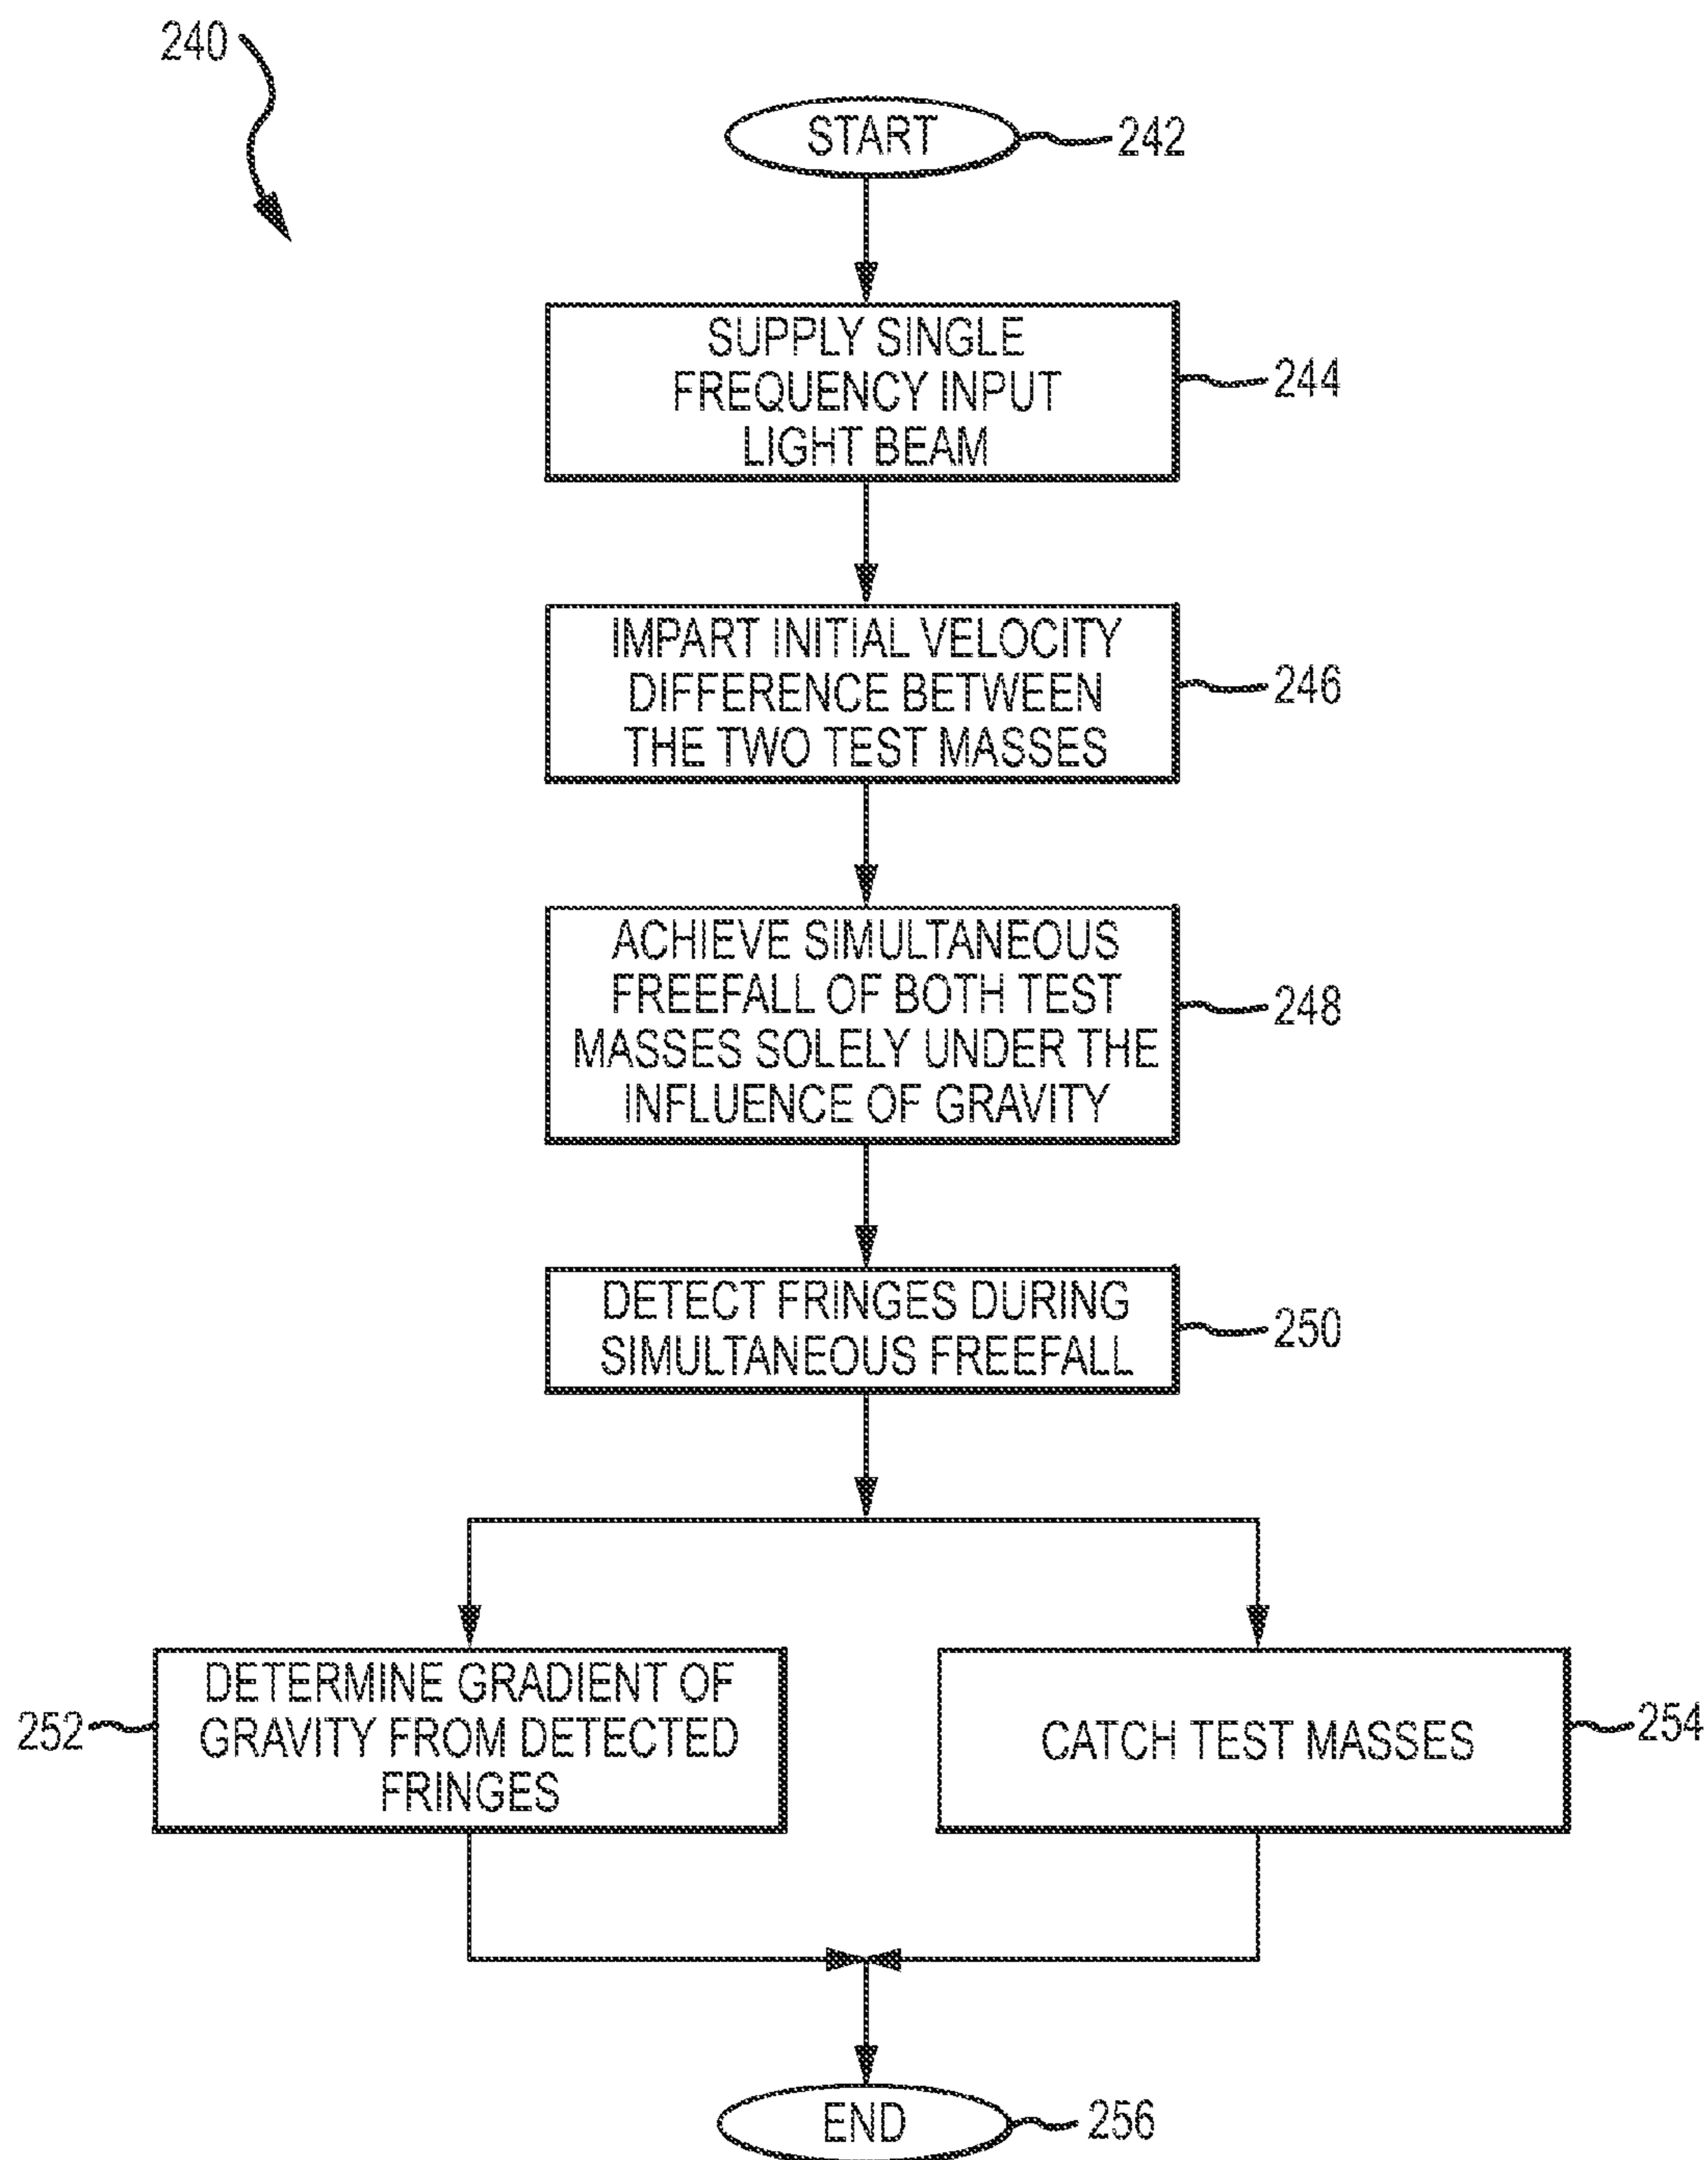 240
START
242
SUPPLY SINGLE
FREQUENCY INPUT
LIGHT BEAM
244
IMPART INITIAL VELOCITY
DIFFERENCE BETWEEN
THE TWO TEST MASSES
246
ACHIEVE SIMULTANEOUS
FREEFALL OF BOTH TEST
MASSES SOLELY UNDER THE
INFLUENCE OF GRAVITY
248
DETECT FRINGES DURING
SIMULTANEOUS FREEFALL
250
252
DETERMINE GRADIENT OF
GRAVITY FROM DETECTED
FRINGES
CATCH TEST MASSES
254
END
256